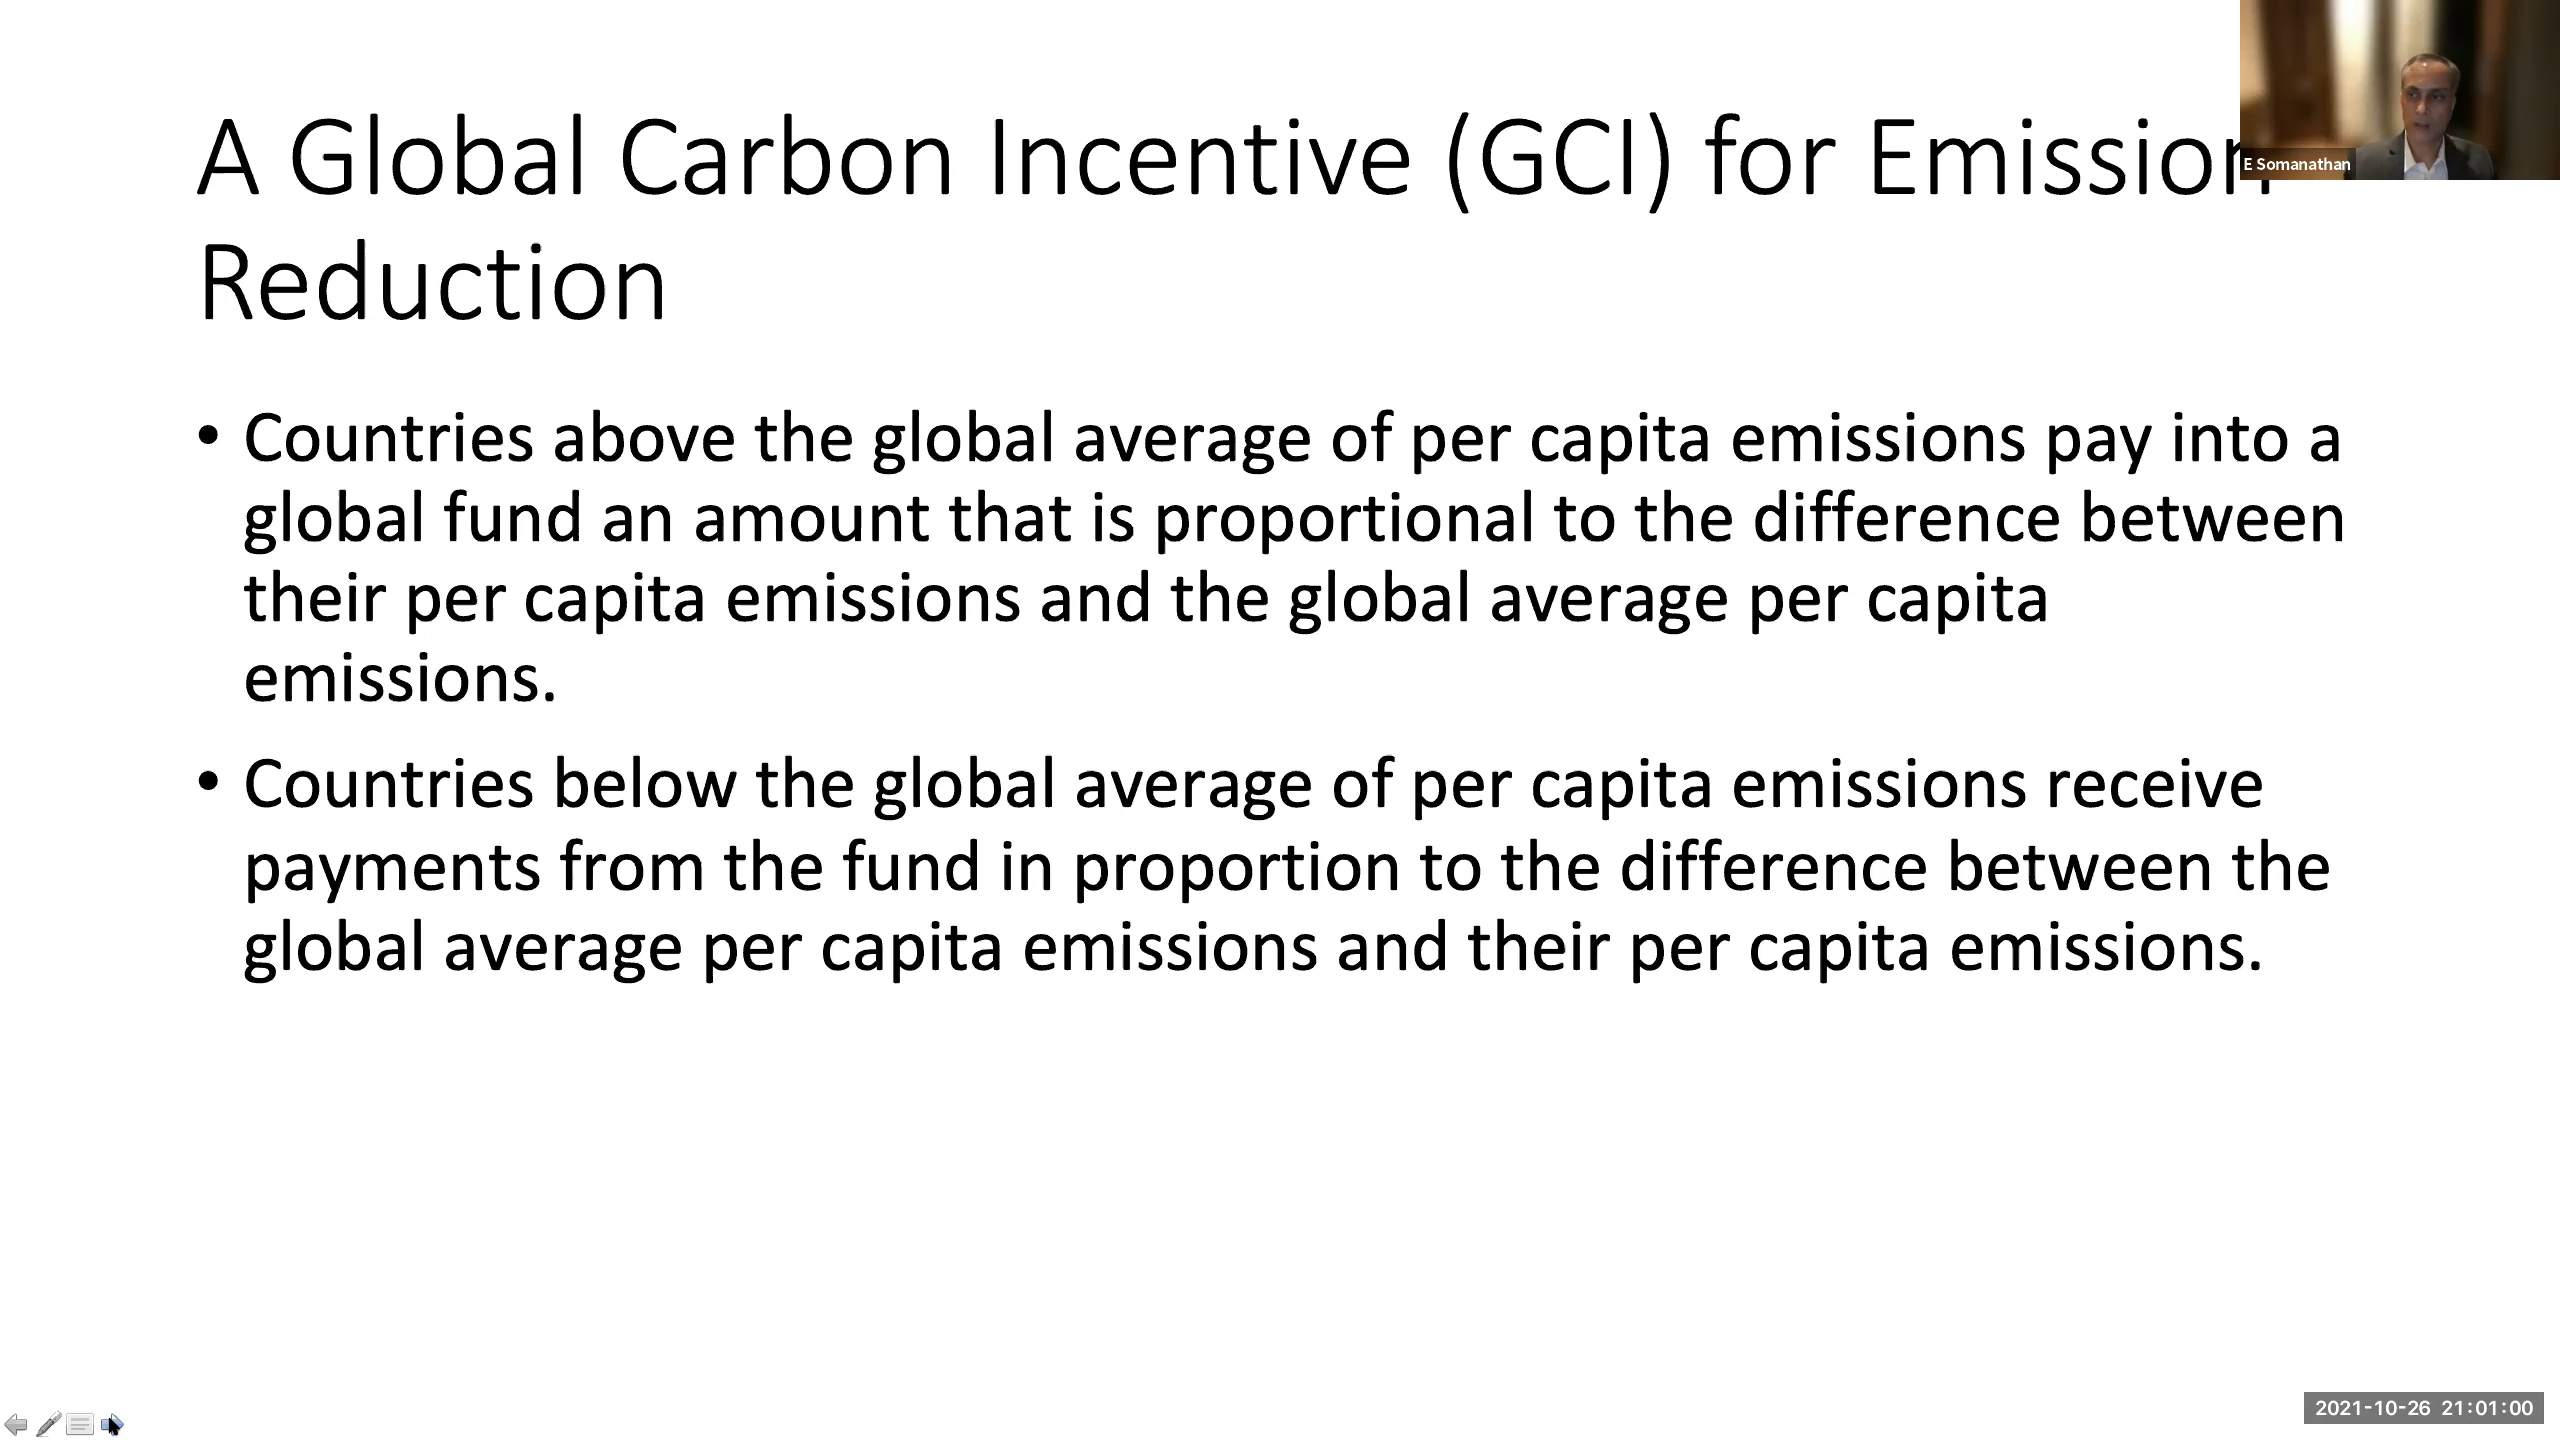 A Global Carbon Incentive (GCI) for Emission
Reduction
• Countries above the global average of per capita emissions pay into a
global fund an amount that is proportional to the difference between
their per capita emissions and the global average per capita
emissions.
• Countries below the global average of per capita emissions receive
payments from the fund in proportion to the difference between the
global average per capita emissions and their per capita emissions.
E Somanathan
2021-10-26 21:01:00